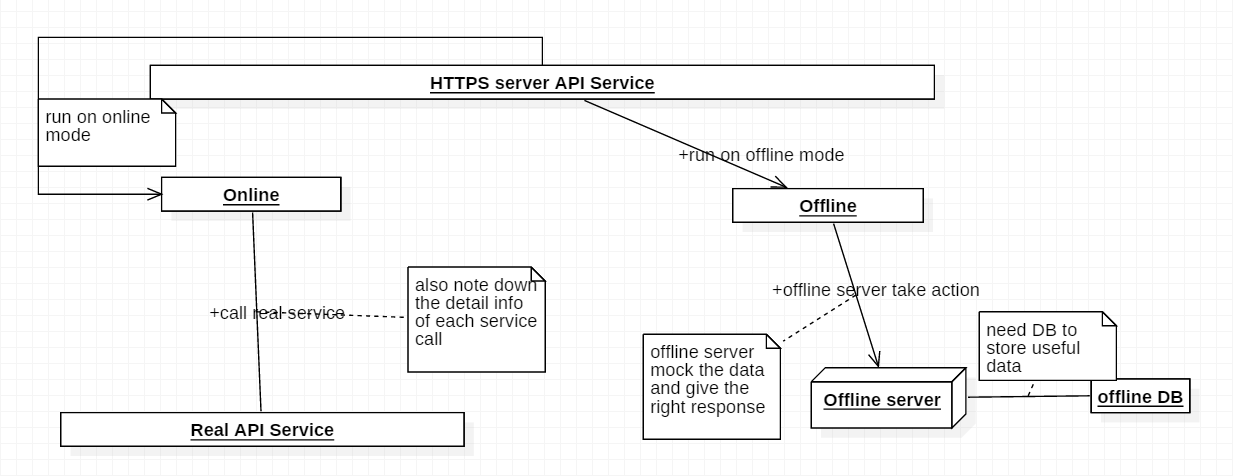 HTTPS server API Service
run on online
mode
+run on offline mode
Online
Offline
also note down
the detail info
of each service
call
+call real service
+offline server take action
need DB to
store useful
data
offline server
mock the data
and give the
right response
Offline server
offline DB
Real API Service